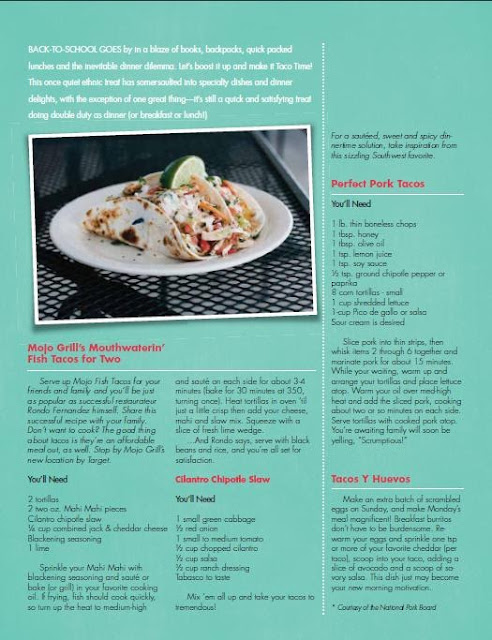 BACK-TO-SCHOOL GOES by in a blaze of books, backpacks, quick packed
lunches and the inevitable dinner dilemma. Let's boost it up and make it Taco Time!
This once quiet ethnic treat has somersaulted into specialty dishes and dinner
delights, with the exception of one great thing—it's still a quick and satisfying treat
doing double duty as dinner (or breakfast or lunch!)
Mojo Grill's Mouthwaterin'
Fish Tacos for Two
Serve up Mojo Fish Tacos for your
friends and family and you'll be just
as popular as successful restaurateur
Rondo Fernandez himself. Share this
successful recipe with your family.
Don't want to cook? The good thing
about tacos is they're an affordable
meal out, as well. Stop by Mojo Grill's
new location by Target.
You'll Need
2 tortillas
2 two oz. Mahi Mahi pieces
Cilantro chipotle slaw
¼ cup combined jack & cheddar cheese
Blackening seasoning
1 lime
Sprinkle your Mahi Mahi with
blackening seasoning and sauté or
bake (or grill) in your favorite cooking
oil. If frying, fish should cook quickly,
so turn up the heat to medium-high
and sauté on each side for about 3-4
minutes (bake for 30 minutes at 350,
turning once). Heat tortillas in oven 'til
just a little crisp then add your cheese,
mahi and slaw mix. Squeeze with a
slice of fresh lime wedge.
...And Rondo says, serve with black
beans and rice, and you're all set for
satisfaction.
Cilantro Chipotle Slaw
You'll Need
1 small green cabbage
½ red onion
1 small to medium tomato
½ cup chopped cilantro
½ cup salsa
½ cup ranch dressing
Tabasco to taste
Mix 'em all up and take your tacos to
tremendous!
For a sautéed, sweet and spicy din-
nertime solution, take inspiration from
this sizzling Southwest favorite.
Perfect Pork Tacos
You'll Need
1 lb. thin boneless chops
1 tbsp. honey
1 tbsp. olive oil
1 tsp. lemon juice
1 tsp. soy sauce
½ tsp. ground chipotle pepper or
paprika
8 corn tortillas - small
1 cup shredded lettuce
1-cup Pico de gallo or salsa
Sour cream is desired
Slice pork into thin strips, then
whisk items 2 through 6 together and
marinate pork for about 15 minutes.
While your waiting, warm up and
arrange your tortillas and place lettuce
atop. Warm your oil over med-high
heat and add the sliced pork, cooking
about two or so minutes on each side.
Serve tortillas with cooked pork atop.
You're awaiting family will soon be
yelling, "Scrumptious!"
Tacos Y Huevos
Make an extra batch of scrambled
eggs on Sunday, and make Monday's
meal magnificent! Breakfast burritos
don't have to be burdensome. Re-
warm your eggs and sprinkle one tsp
or more of your favorite cheddar (per
taco), scoop into your taco, adding a
slice of avocado and a scoop of sa-
vory salsa. This dish just may become
your new morning motivation.
* Courtesy of the National Pork Board